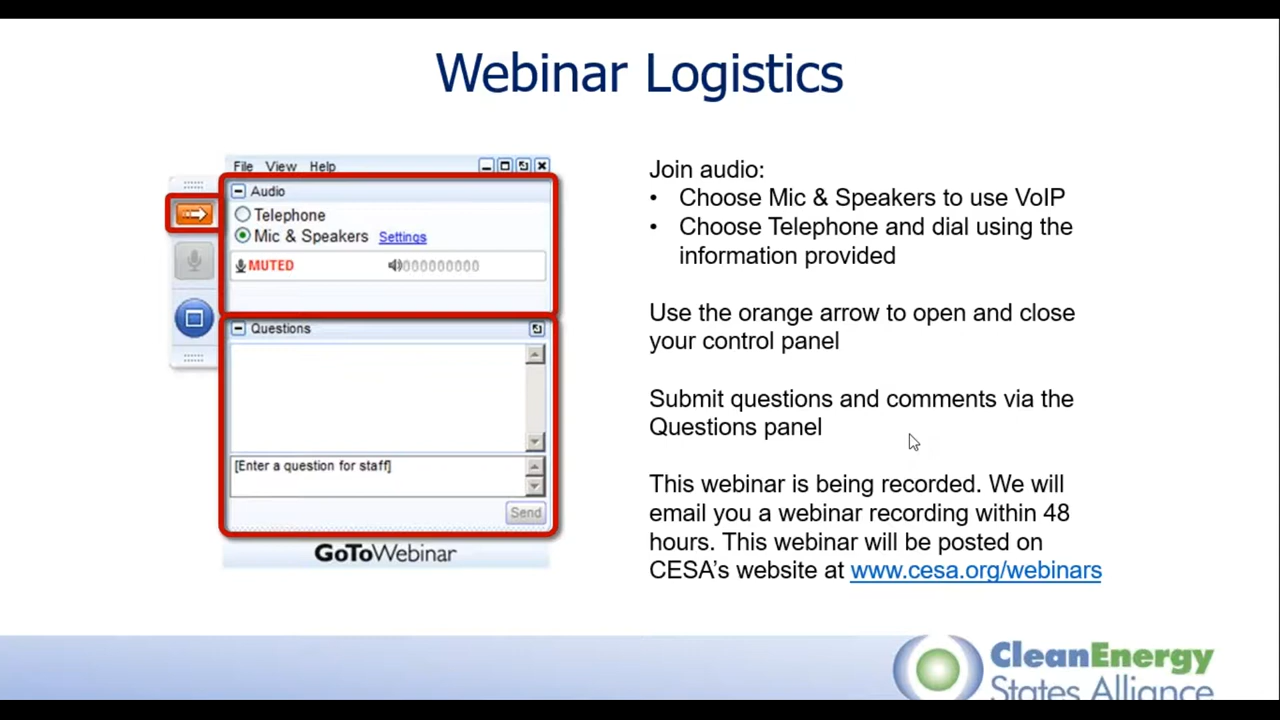 Webinar Logistics
File View Help
Audio
Telephone
Mic & Speakers Settings
MUTED
Questions
[Enter a question for staff]
Send
GoToWebinar
Join audio:
• Choose Mic & Speakers to use VoIP
• Choose Telephone and dial using the
information provided
Use the orange arrow to open and close
your control panel
Submit questions and comments via the
Questions panel
This webinar is being recorded. We will
email you a webinar recording within 48
hours. This webinar will be posted on
CESA's website at www.cesa.org/webinars
CleanEnergy
States Alliance